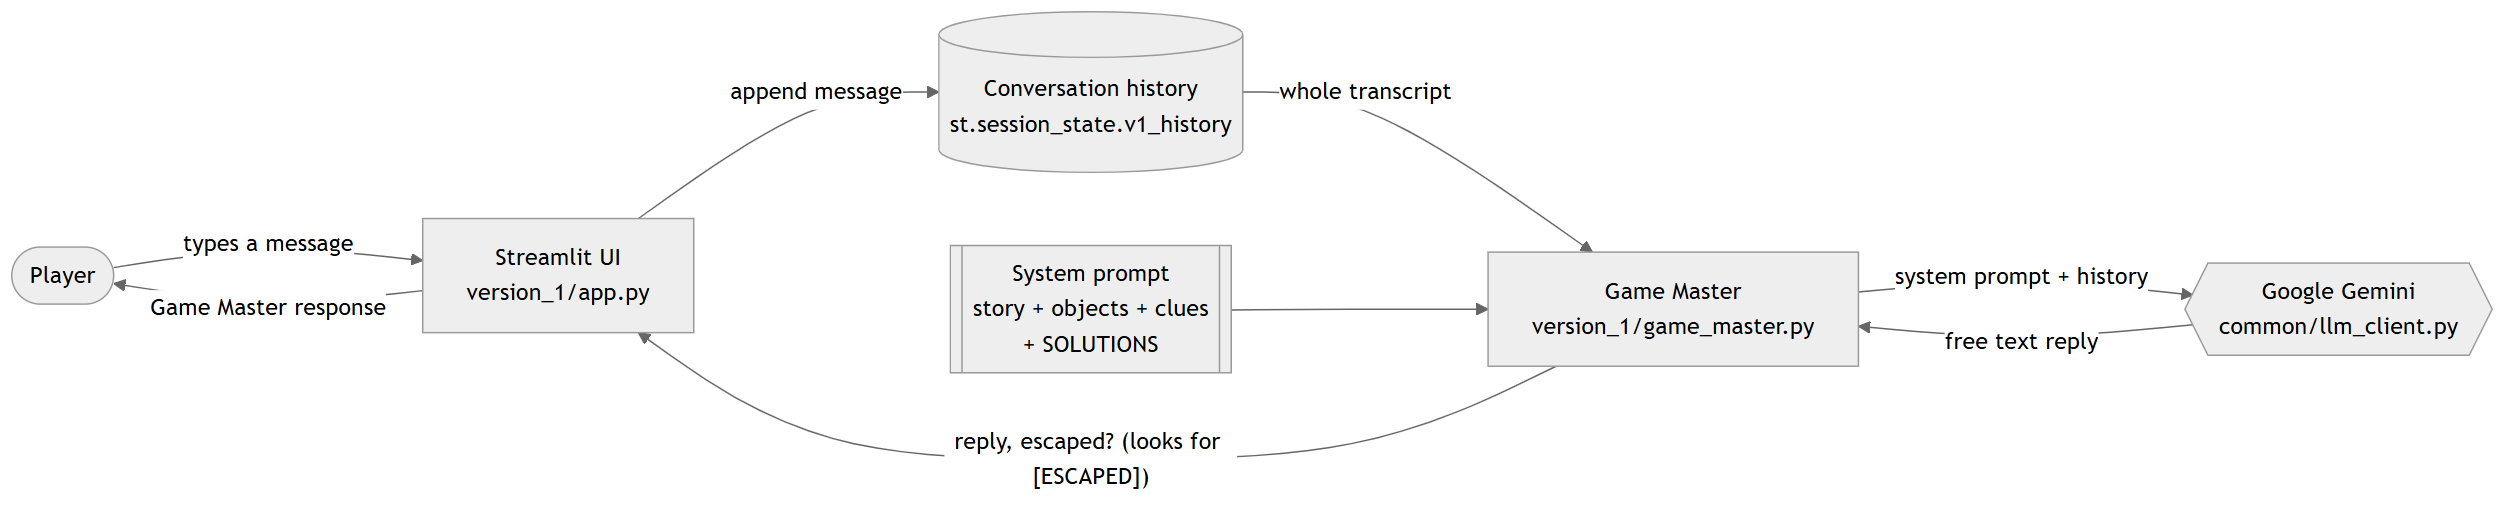 Conversation history
st.session_state.v1_history
append message
whole transcript
types a message
Player
Game Master response
Streamlit UI
version_1/app.py
System prompt
story + objects + clues
+ SOLUTIONS
Game Master
version_1/game_master.py
system prompt + history
free text reply
Google Gemini
common/llm_client.py
reply, escaped? (looks for
[ESCAPED])